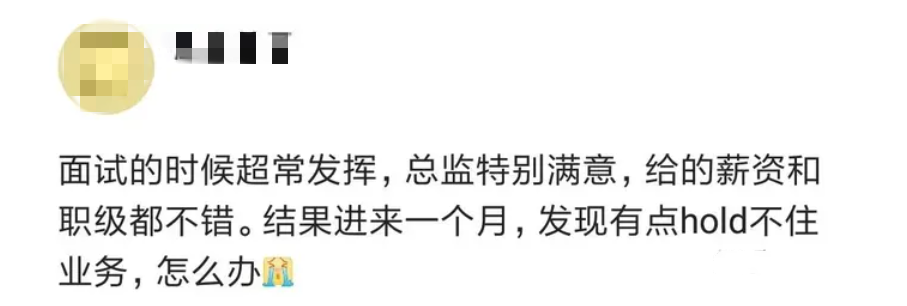 面试的时候超常发挥，总监特别满意，给的薪资和
职级都不错。结果进来一个月，发现有点hold不住
业务，怎么办😭